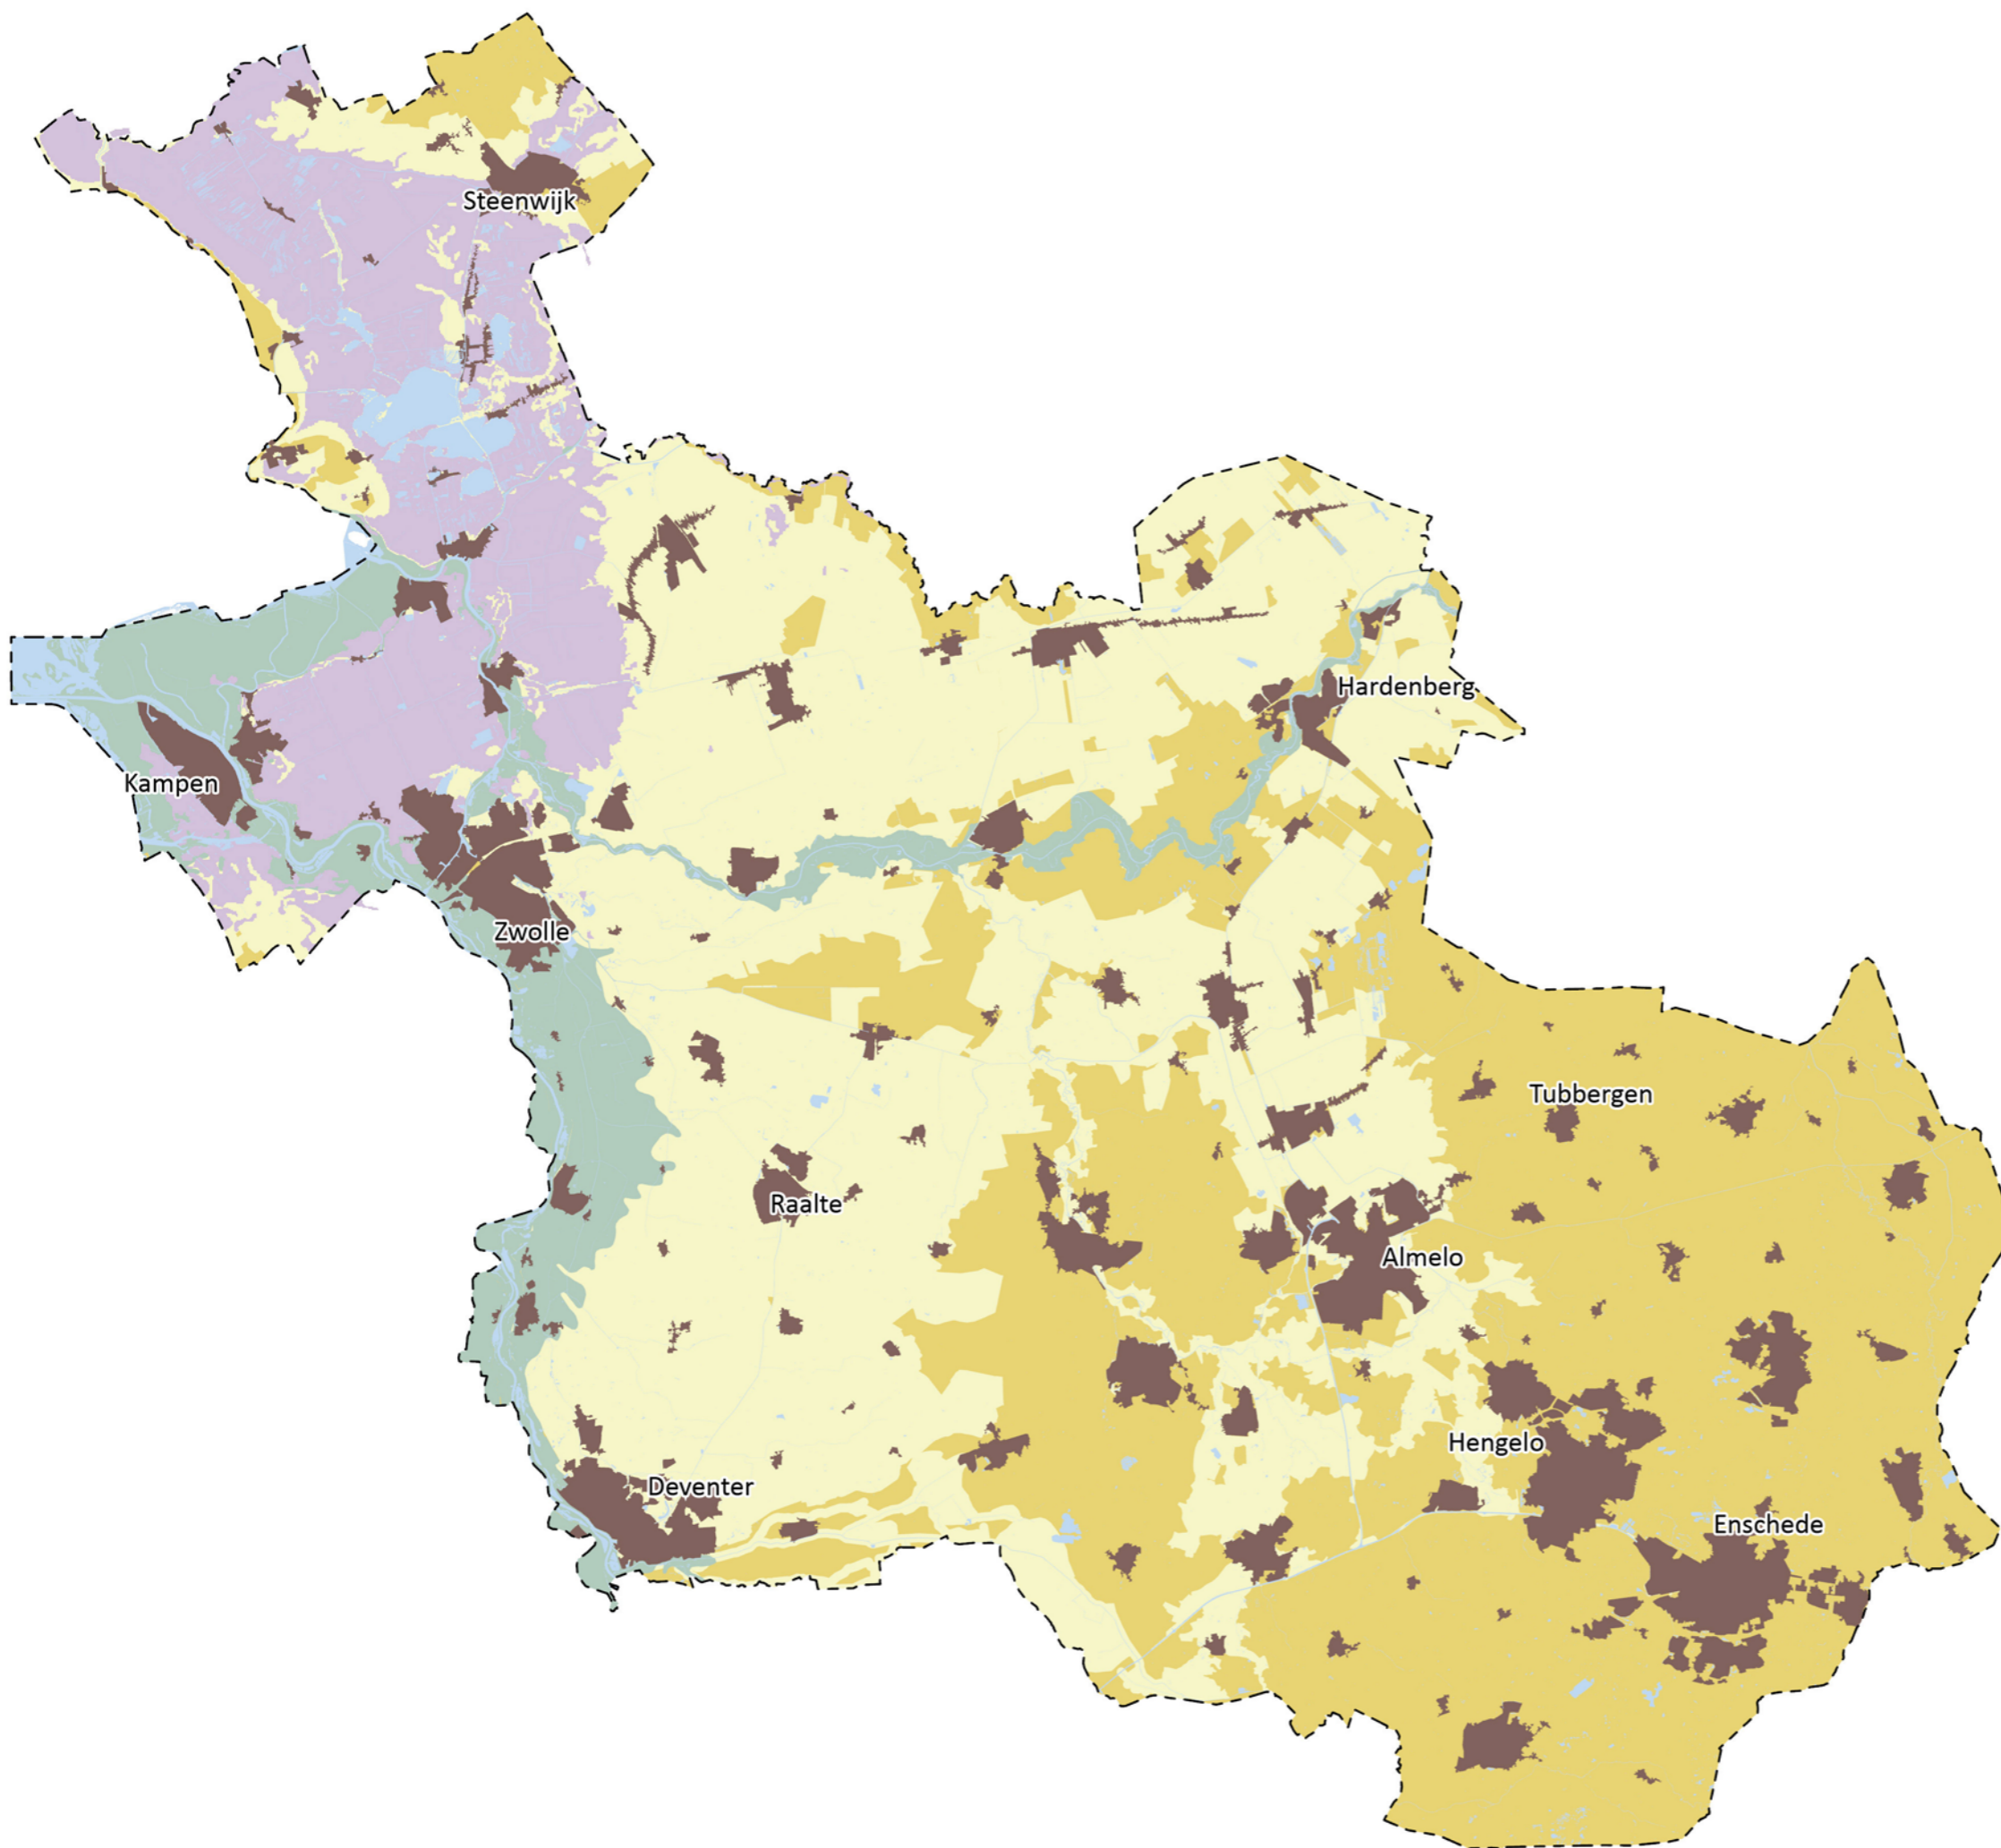 Steenwijk
Hardenberg
Kampen
Zwolle
Tubbergen
Raalte
Almelo
Hengelo
Deventer
Enschede